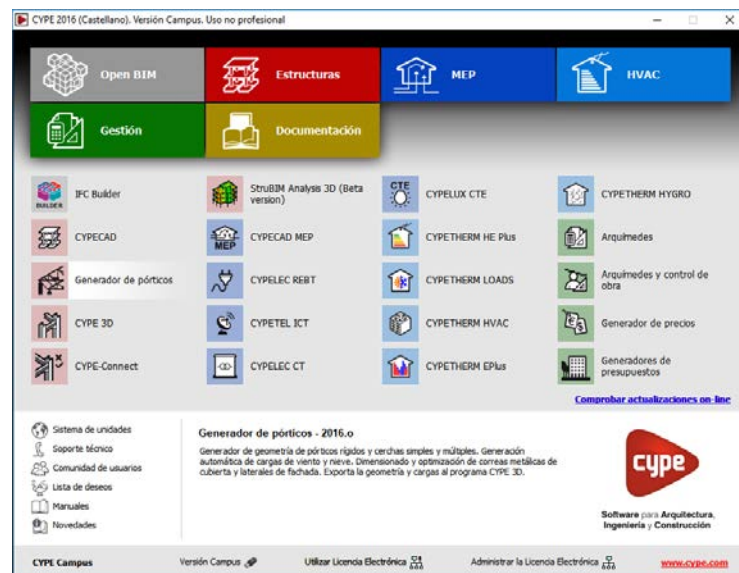 CYPE 2016 (Castellano). Versión Campus. Uso no profesional
Open BIM
Estructuras
MEP
HVAC
Gestión
Documentación
BUILDER
IFC Builder
StruBIM Analysis 3D (Beta
version)
CTE
CYPELUX CTE
CYPETHERM HYGRO
CYPECAD
MEP
CYPECAD MEP
CYPETHERM HE Plus
Arquímedes
Generador de pórticos
CYPELEC REBT
CYPETHERM LOADS
Arquímedes y control de
obra
CYPE 3D
CYPETEL ICT
CYPETHERM HVAC
Generador de precios
CYPE-Connect
CYPELEC CT
CYPETHERM EPlus
Generadores de
presupuestos
Comprobar actualizaciones on-line
Sistema de unidades
Soporte técnico
Comunidad de usuarios
Lista de deseos
Manuales
Novedades
Generador de pórticos - 2016.o
Generador de geometría de pórticos rígidos y cerchas simples y múltiples. Generación
automática de cargas de viento y nieve. Dimensionado y optimización de correas metálicas de
cubierta y laterales de fachada. Exporta la geometría y cargas al programa CYPE 3D.
cype
Software para Arquitectura,
Ingeniería y Construcción
CYPE Campus
Versión Campus
Utilizar Licencia Electrónica
Administrar la Licencia Electrónica
www.cype.com